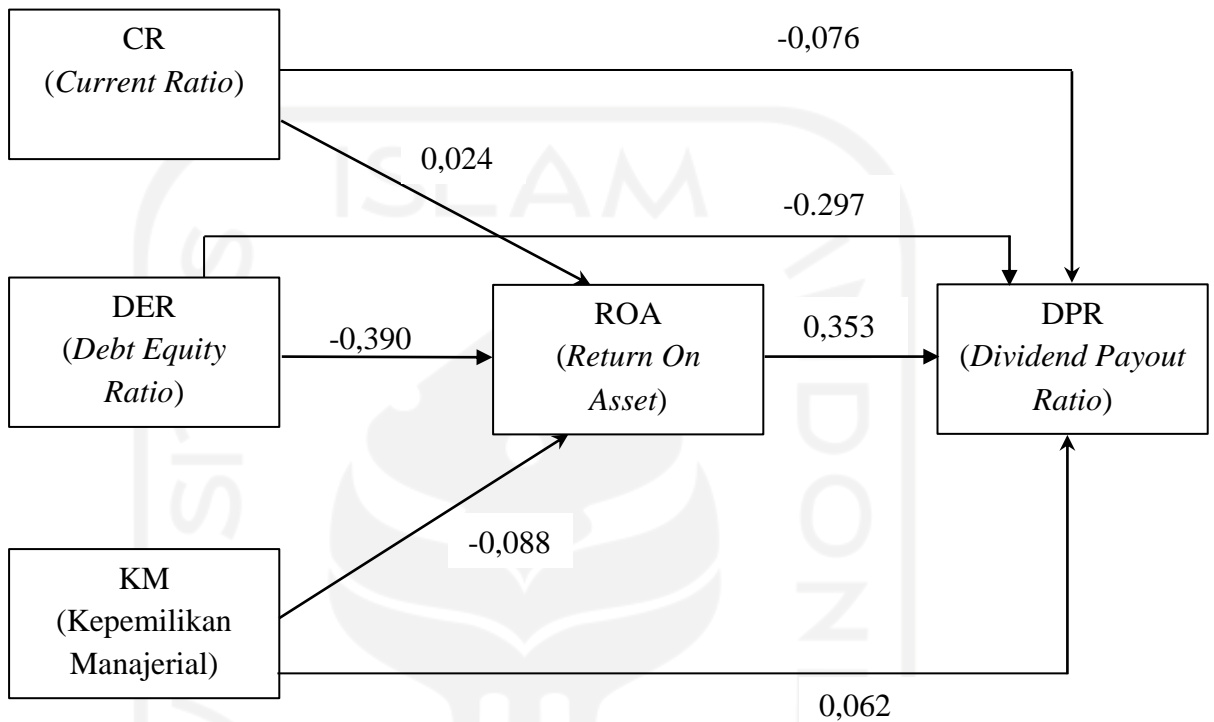 CR
(Current Ratio)
-0,076
0,024
ISLAM
-0.297
DER
(Debt Equity
Ratio)
-0,390
ROA
(Return On
Asset)
0,353
DPR
(Dividend Payout
Ratio)
-0,088
KM
(Kepemilikan
Manajerial)
0,062